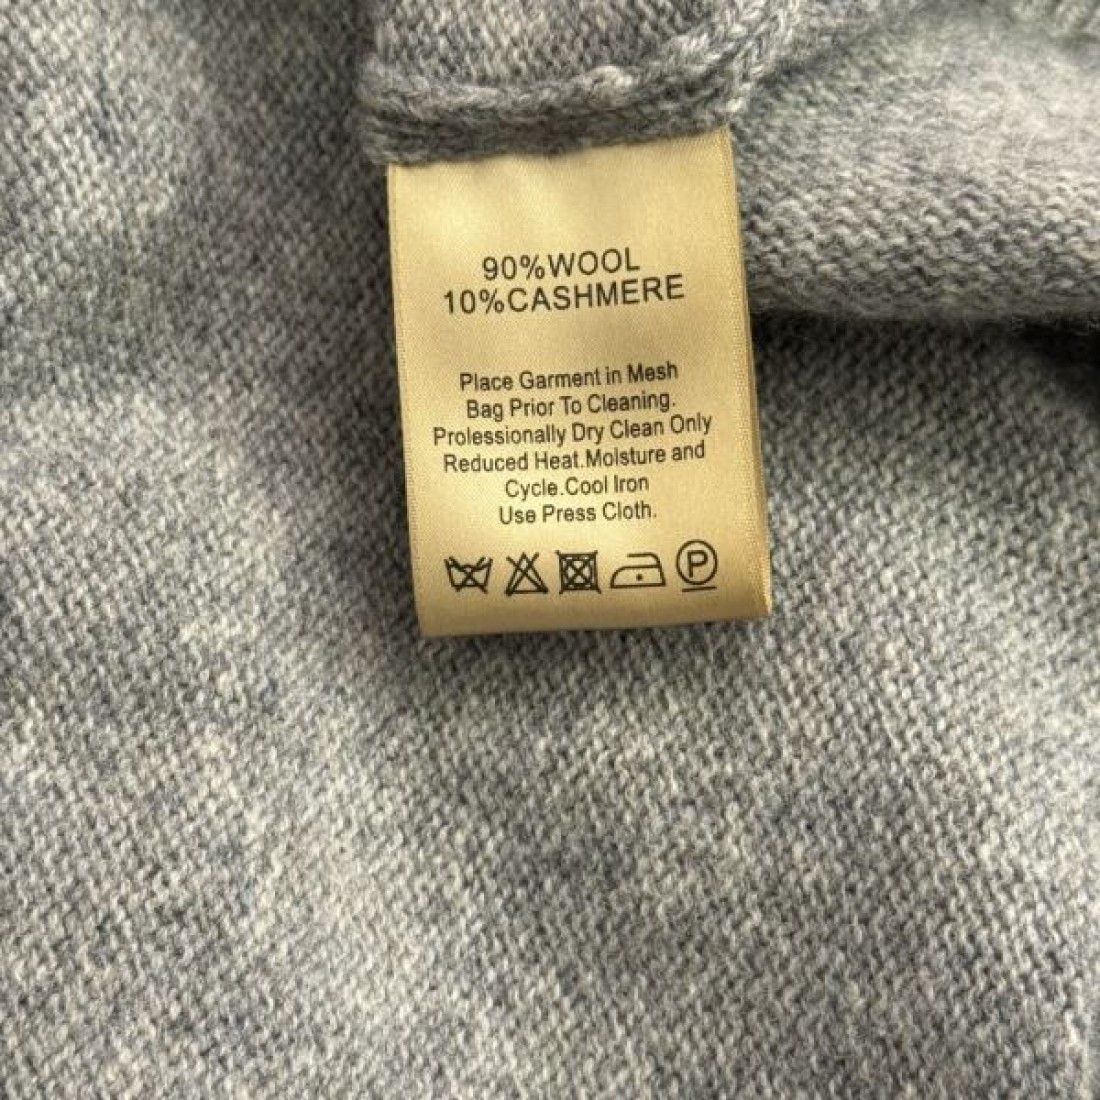 90%WOOL
10%CASHMERE
Place Garment in Mesh
Bag Prior To Cleaning.
Prolessionally Dry Clean Only
Reduced Heat.Molsture and
Cycle.Cool Iron
Use Press Cloth.
P